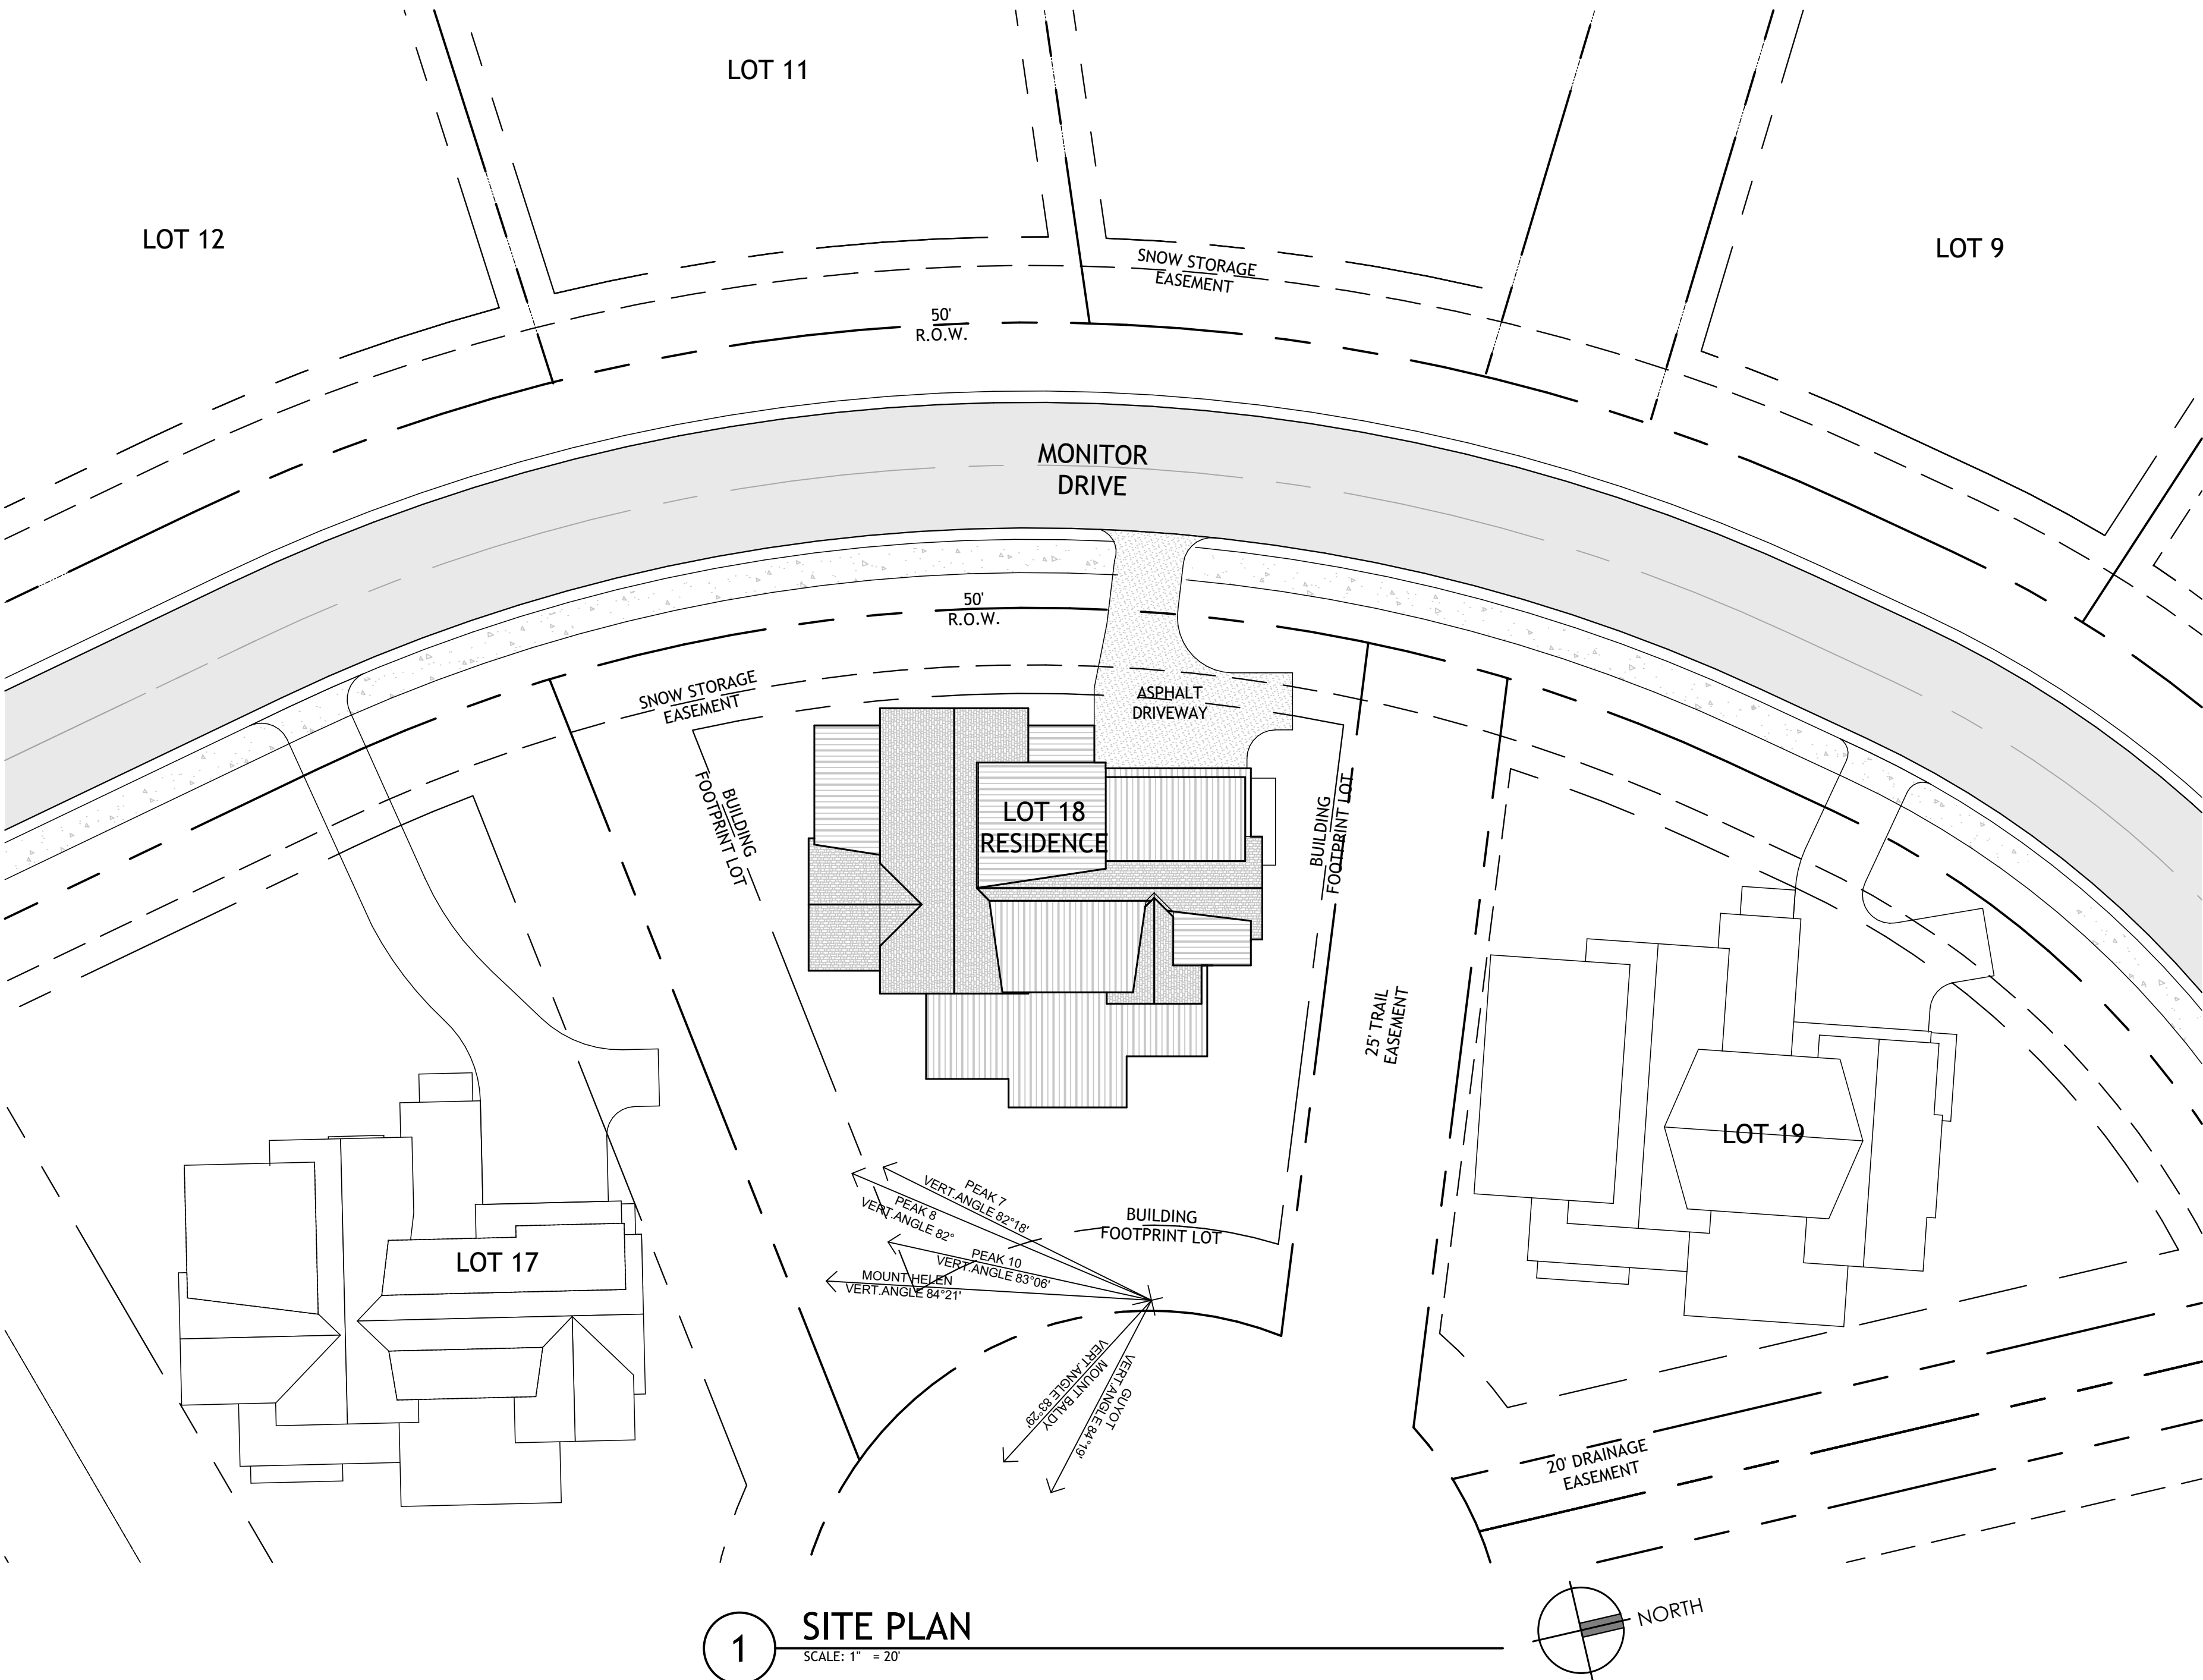 LOT 11
LOT 12
LOT 9
SNOW STORAGE
EASEMENT
50'
R.O.W.
MONITOR
DRIVE
50'
R.O.W.
SNOW STORAGE
EASEMENT
ASPHALT
DRIVEWAY
BUILDING
FOOTPRINT LOT
LOT 18
RESIDENCE
BUILDING
FOOTPRINT LOT
25' TRAIL
EASEMENT
LOT 19
PEAK 7
VERT.ANGLE 82°18'
PEAK 8
VERT.ANGLE 82°
BUILDING
FOOTPRINT LOT
PEAK 10
VERT.ANGLE 83°06'
MOUNT HELEN
VERT.ANGLE 84°21'
LOT 17
MOUNT BALDY
VERT.ANGLE 83°29'
GUYOT
VERT.ANGLE 84°19'
20' DRAINAGE
EASEMENT
1
SITE PLAN
SCALE: 1" = 20'
NORTH